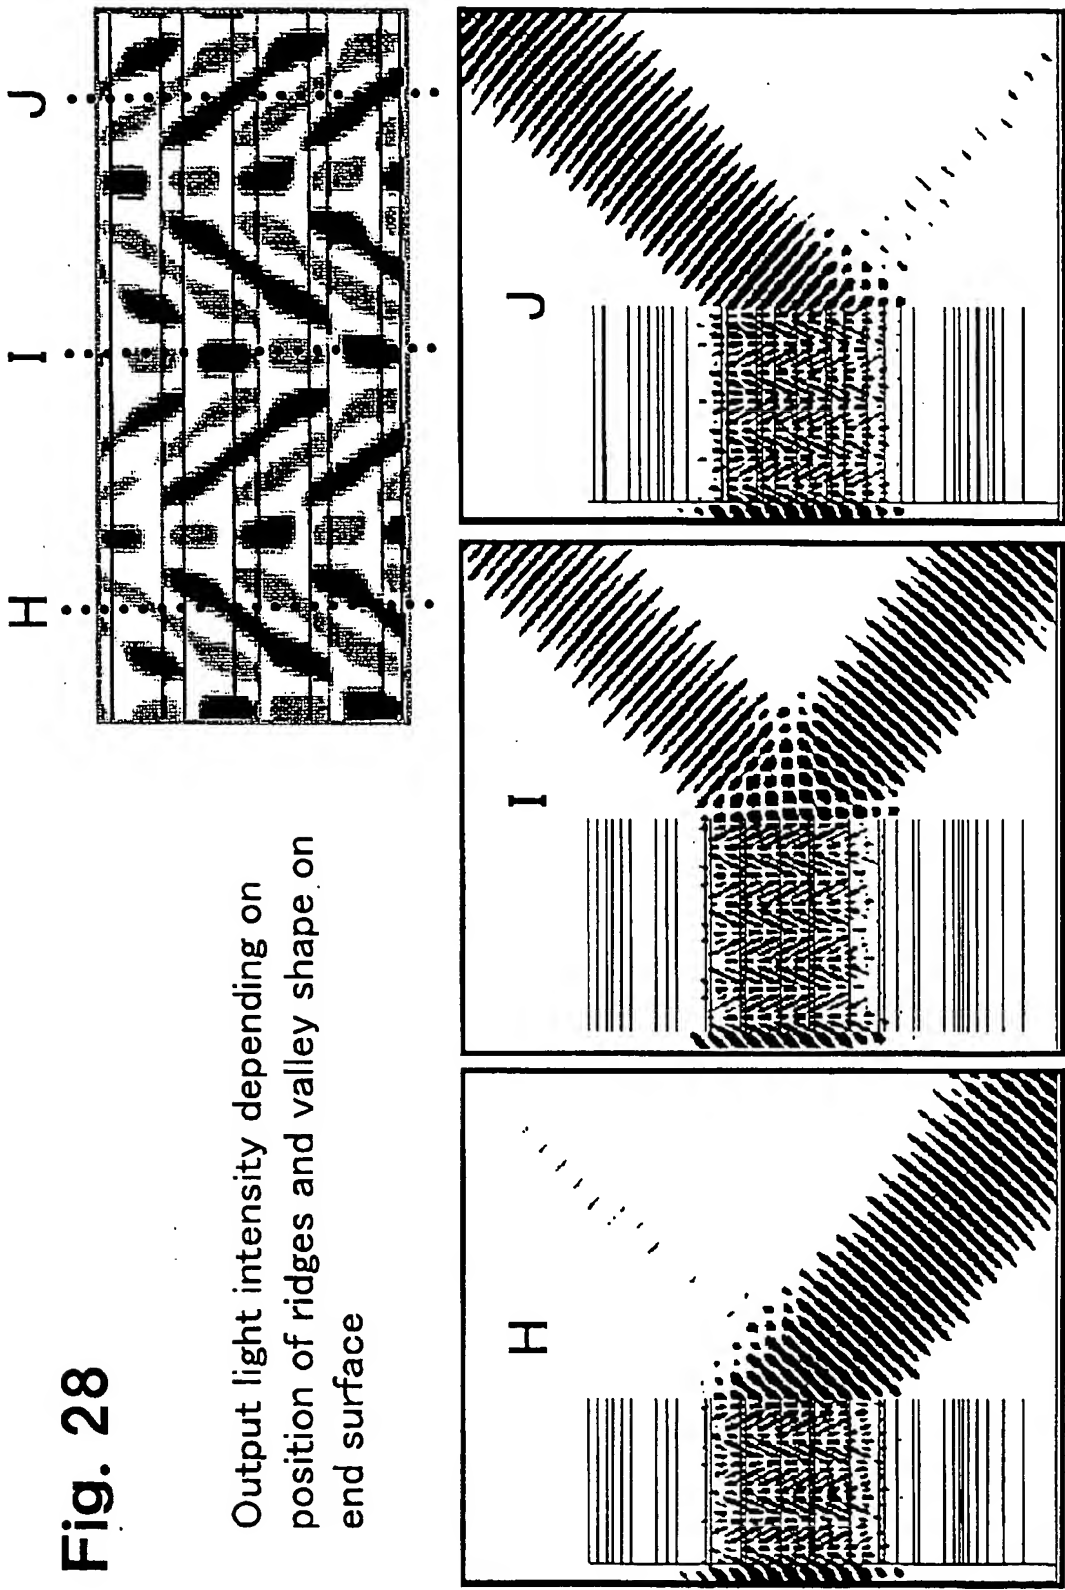 Fig. 28
Output light intensity depending on
position of ridges and valley shape on
end surface
H
I
J
H
I
J